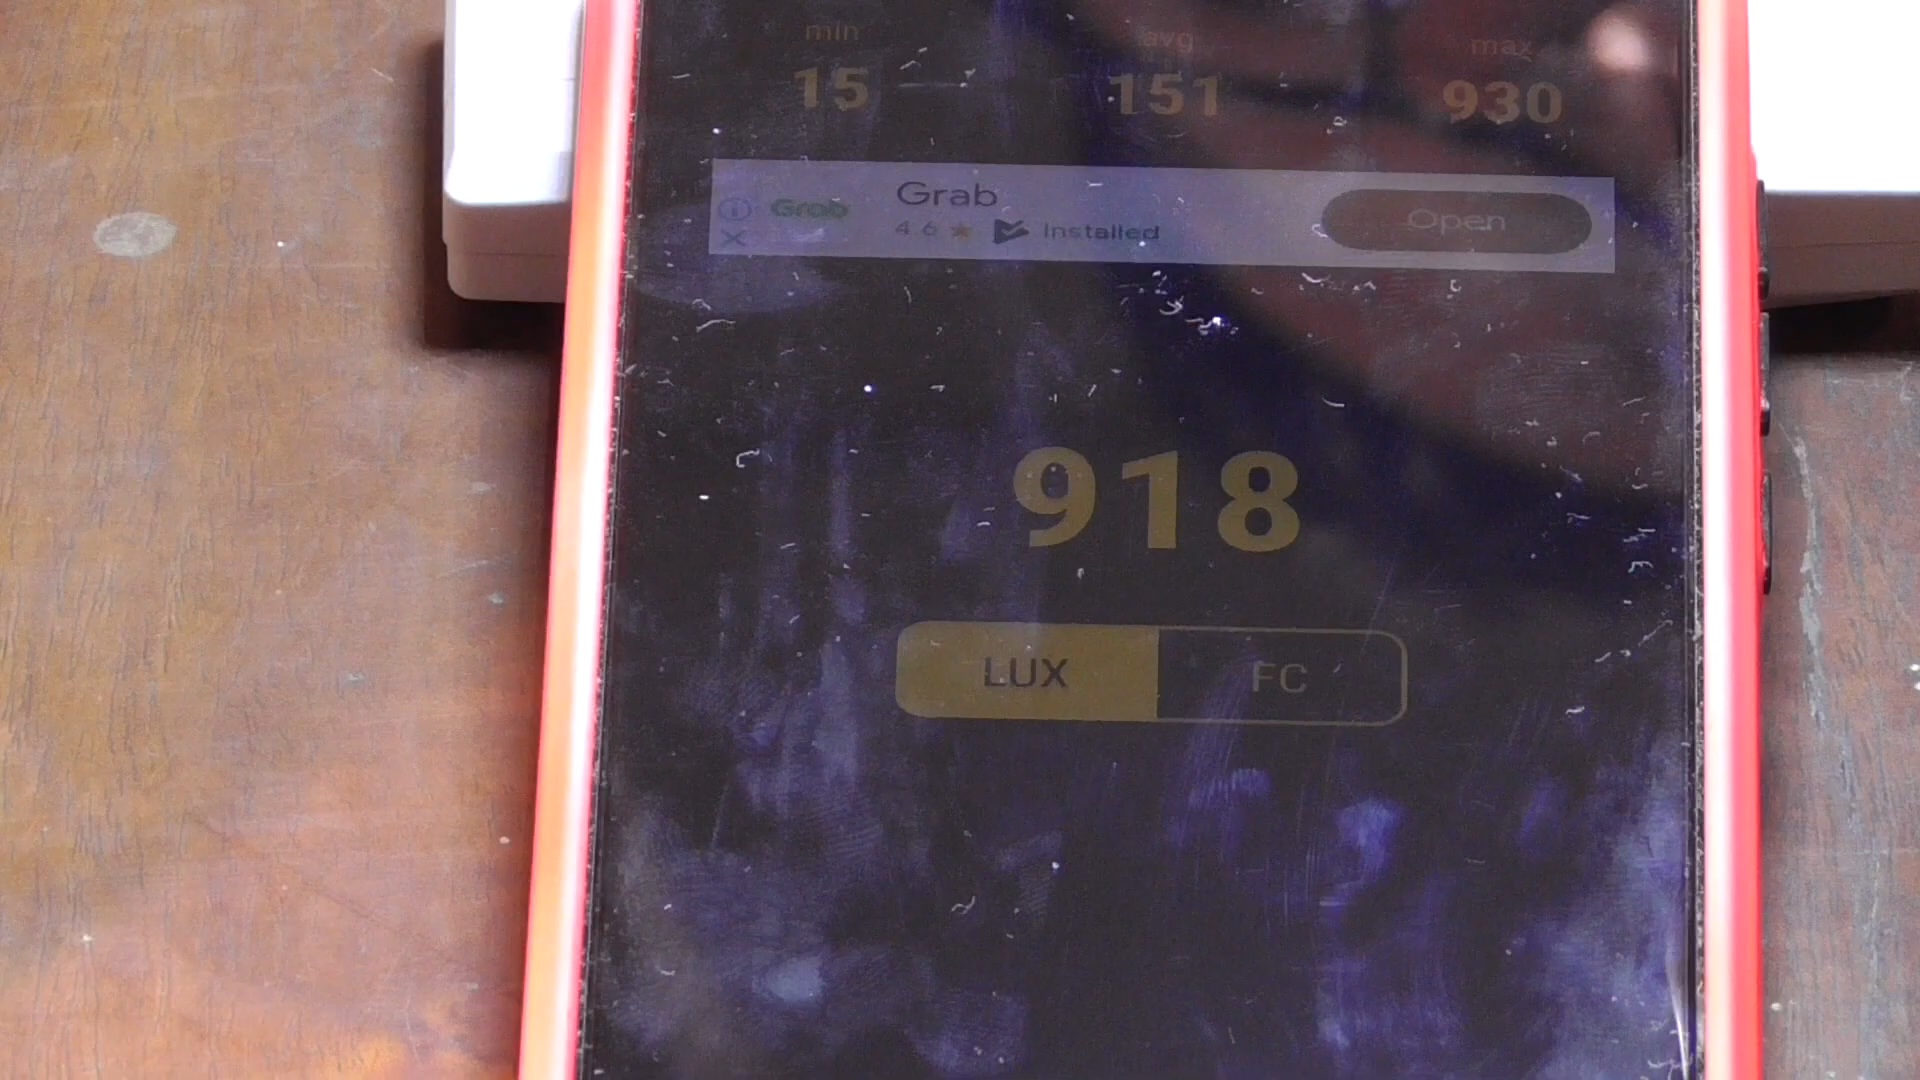 min avg max
15 151 930
Grab Grab
4.6 Installed
Open
918
LUX FC